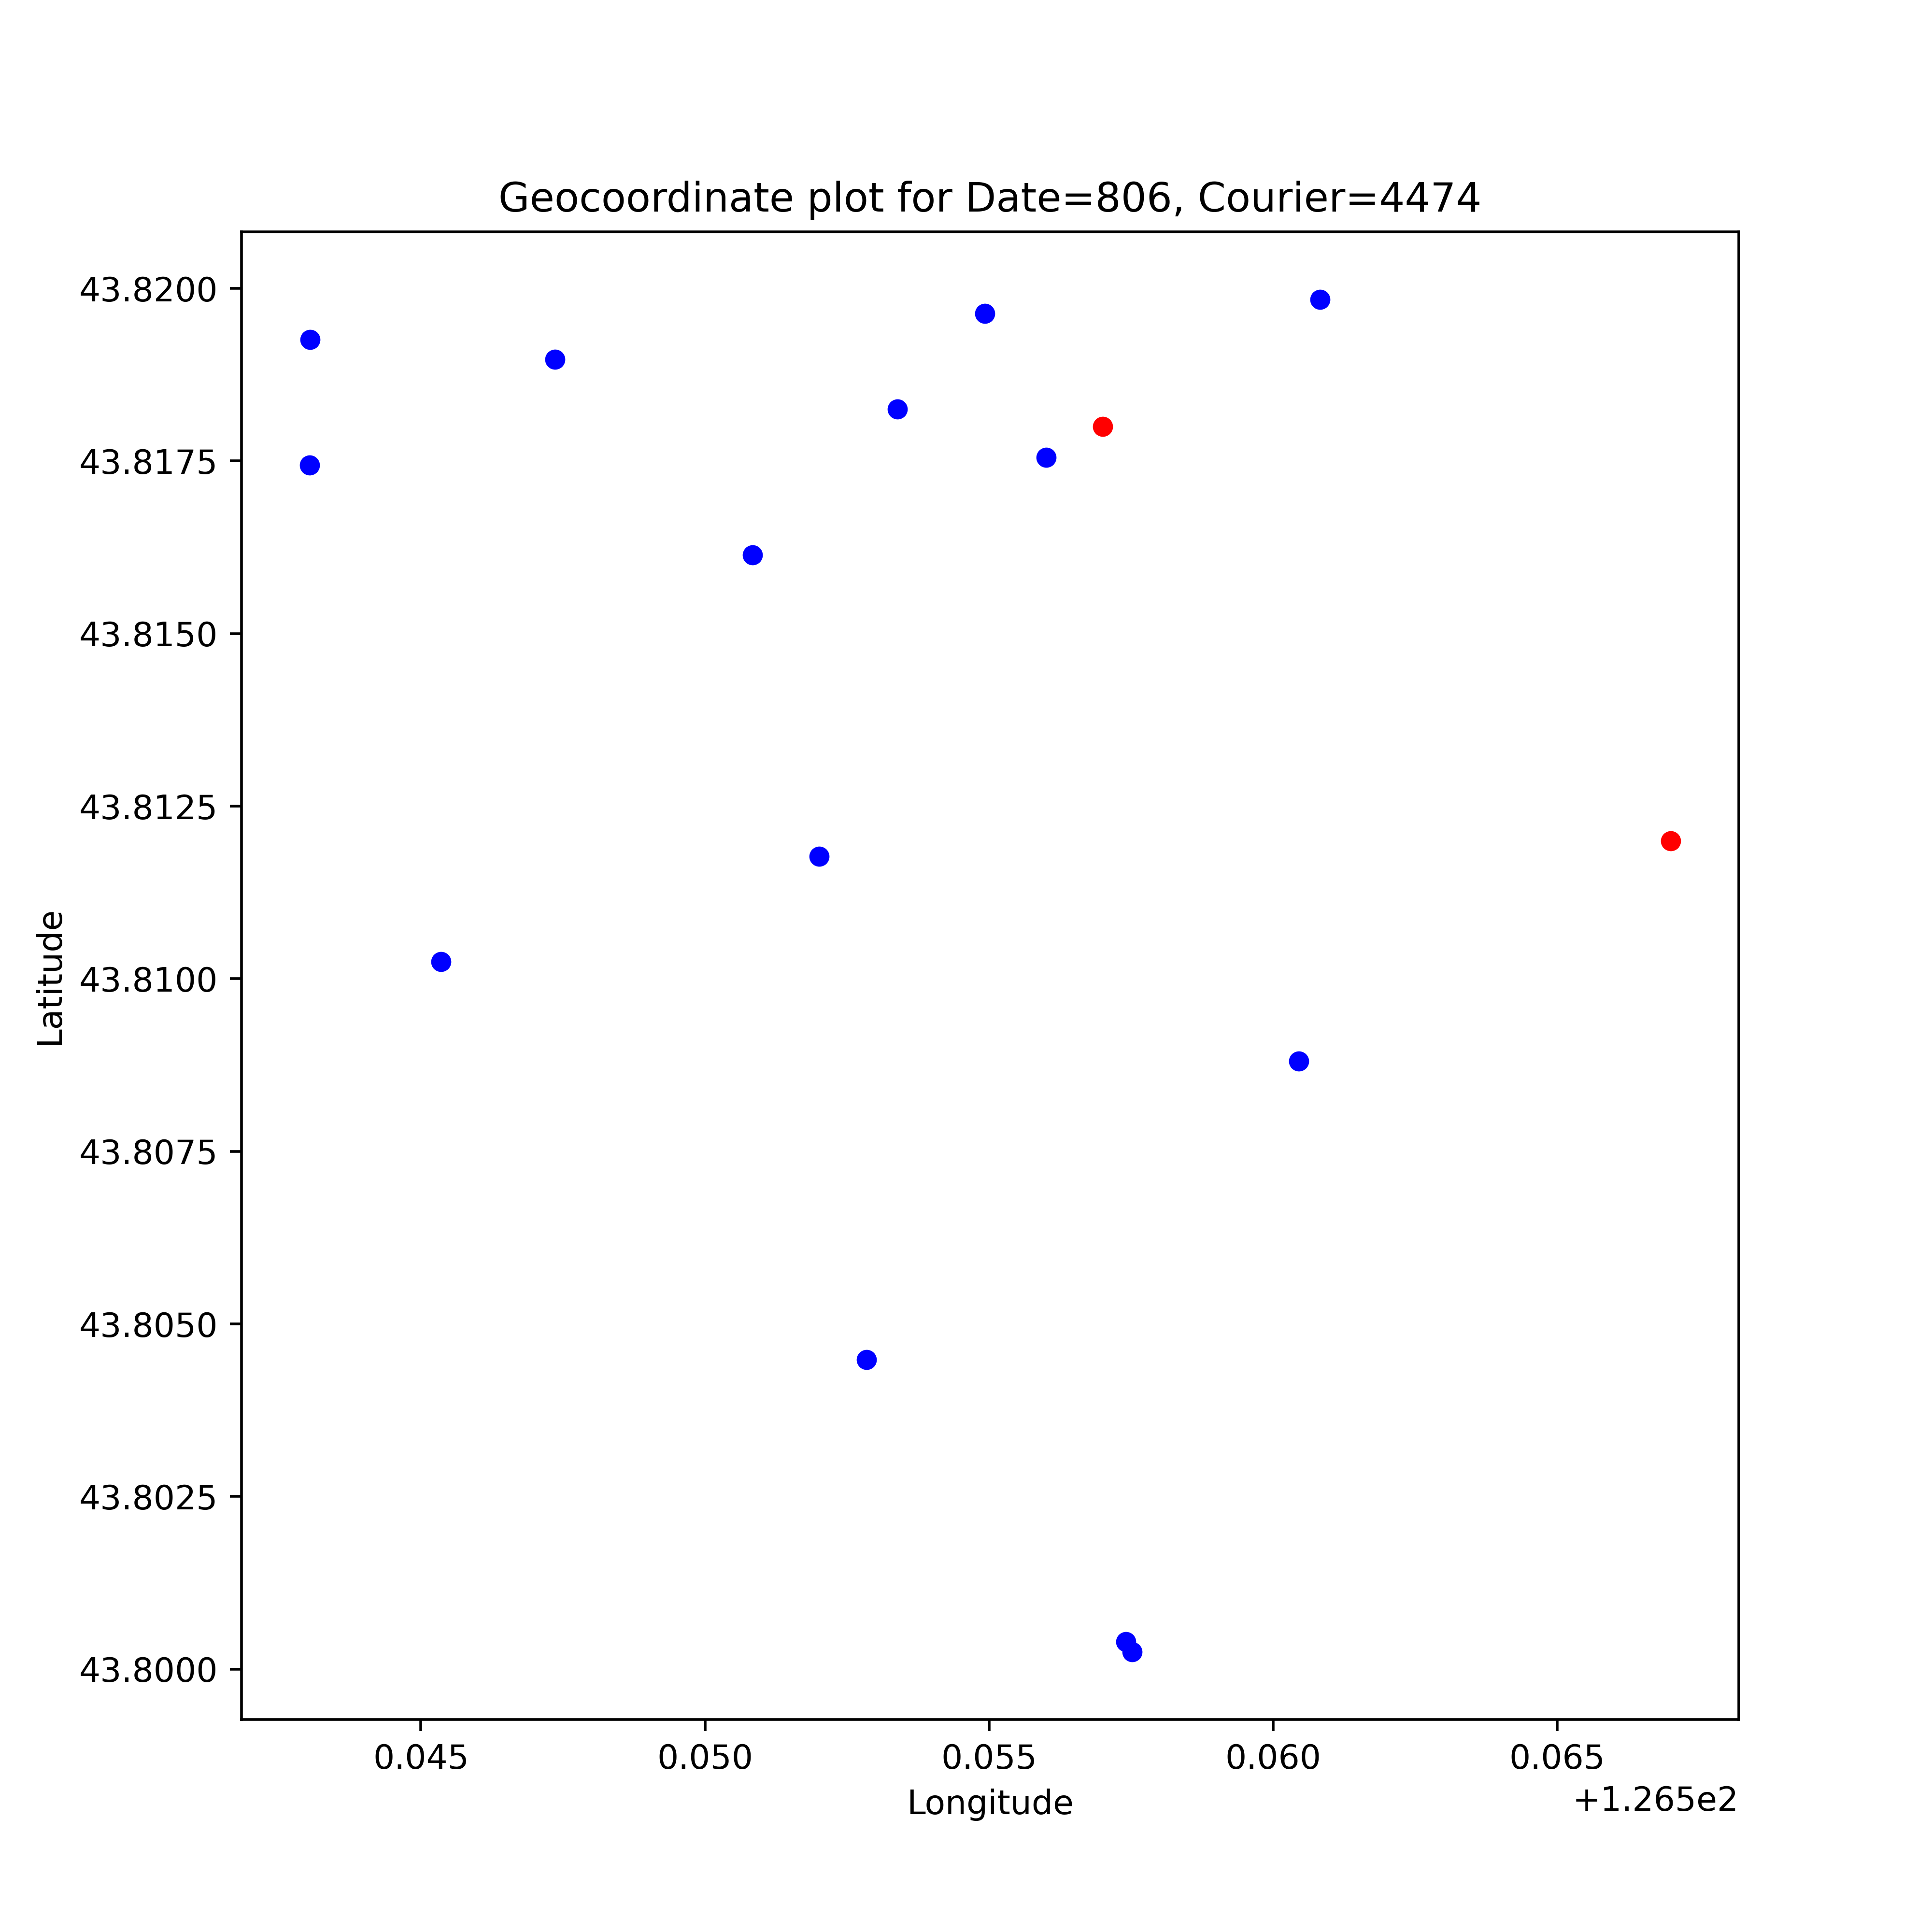 Geocoordinate plot for Date=806, Courier=4474
43.8200
43.8175
43.8150
43.8125
43.8100
43.8075
43.8050
43.8025
43.8000
Latitude
0.045 0.050 0.055 0.060 0.065
Longitude
+1.265e2